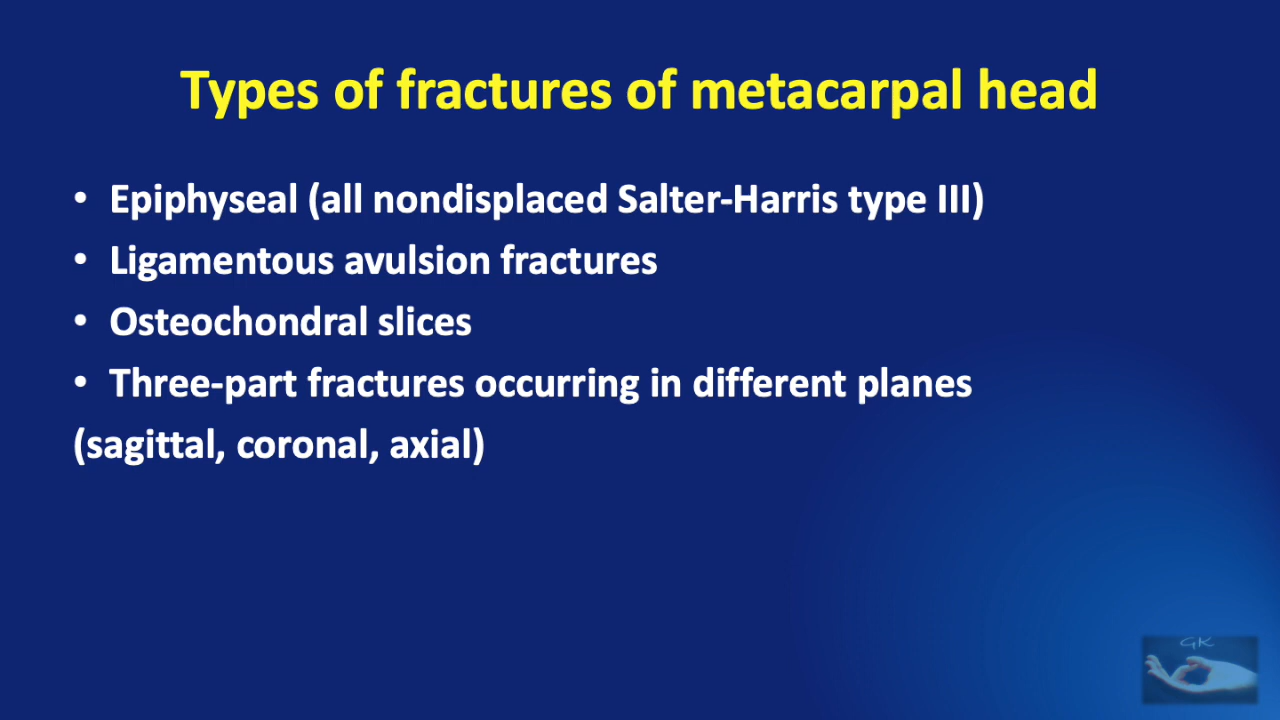 Types of fractures of metacarpal head
• Epiphyseal (all nondisplaced Salter-Harris type III)
• Ligamentous avulsion fractures
• Osteochondral slices
• Three-part fractures occurring in different planes
(sagittal, coronal, axial)
GK